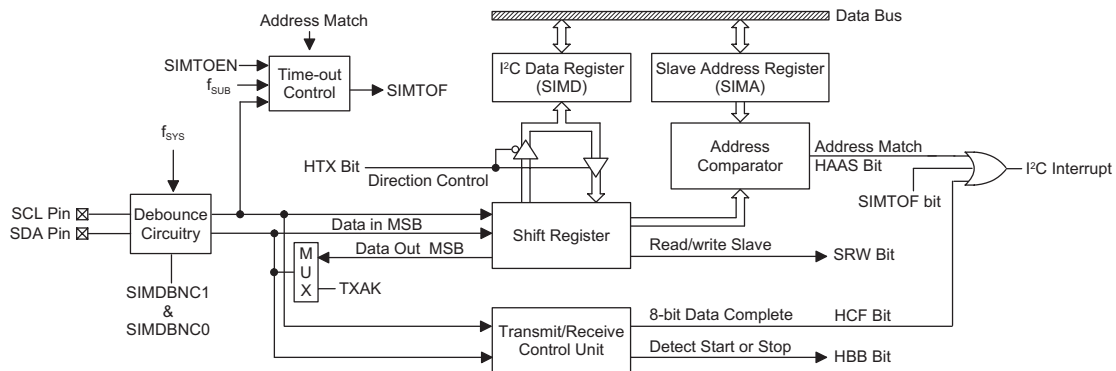 Data Bus
Address Match
SIMTOEN
f_SUB
Time-out
Control
SIMTOF
I²C Data Register
(SIMD)
Slave Address Register
(SIMA)
f_SYS
HTX Bit
Direction Control
Address
Comparator
Address Match
HAAS Bit
I²C Interrupt
SIMTOF bit
SCL Pin
SDA Pin
Debounce
Circuitry
Data in MSB
Shift Register
Data Out MSB
Read/write Slave
SRW Bit
M
U
X
TXAK
SIMDBNC1
&
SIMDBNC0
Transmit/Receive
Control Unit
8-bit Data Complete
HCF Bit
Detect Start or Stop
HBB Bit